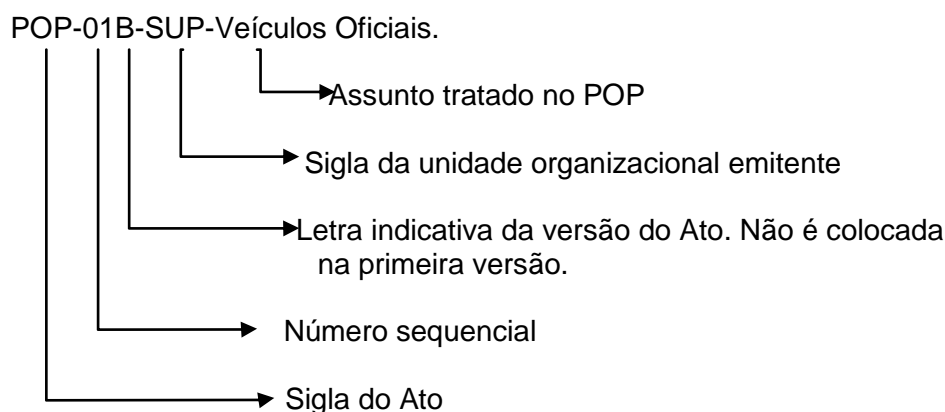 POP-01B-SUP-Veículos Oficiais.
Assunto tratado no POP
Sigla da unidade organizacional emitente
Letra indicativa da versão do Ato. Não é colocada
na primeira versão.
Número sequencial
Sigla do Ato